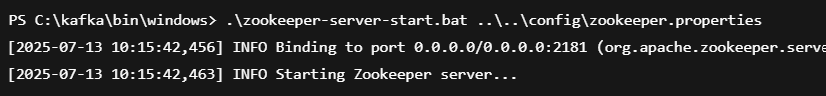 PS C:\kafka\bin\windows> .\zookeeper-server-start.bat ..\..\config\zookeeper.properties
[2025-07-13 10:15:42,456] INFO Binding to port 0.0.0.0/0.0.0.0:2181 (org.apache.zookeeper.serve
[2025-07-13 10:15:42,463] INFO Starting Zookeeper server...